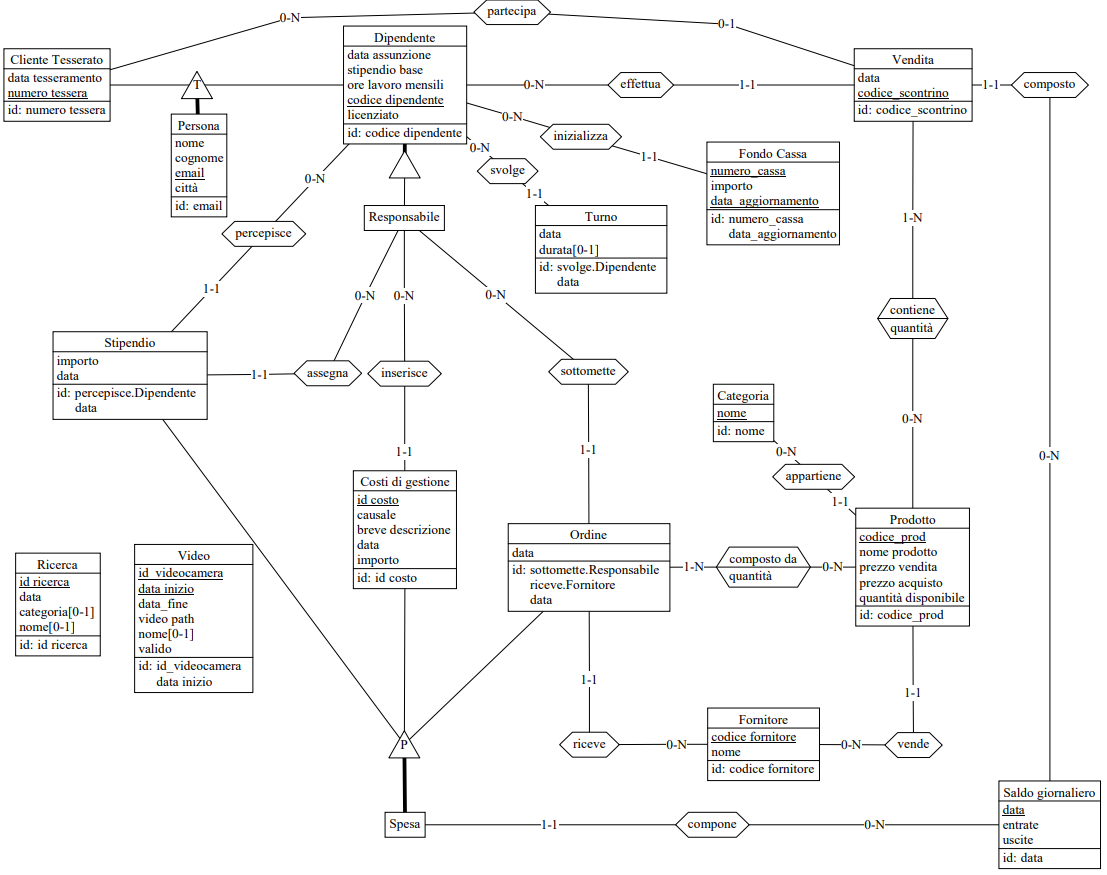 partecipa
0-N
0-1
Cliente Tesserato
data tesseramento
numero tessera
id: numero tessera
T
Persona
nome
cognome
email
città
id: email
Dipendente
data assunzione
stipendio base
ore lavoro mensili
codice dipendente
licenziato
id: codice dipendente
0-N
effettua
1-1
Vendita
data
codice_scontrino
id: codice_scontrino
1-1
composto
0-N
inizializza
1-1
Fondo Cassa
numero_cassa
importo
data_aggiornamento
id: numero_cassa
data_aggiornamento
0-N
svolge
1-1
Turno
data
durata[0-1]
id: svolge.Dipendente
data
0-N
percepisce
1-1
Responsabile
1-N
contiene
quantità
0-N
0-N
0-N
0-N
Stipendio
importo
data
id: percepisce.Dipendente
data
1-1
assegna
inserisce
sottomette
1-1
1-1
Categoria
nome
id: nome
0-N
appartiene
1-1
0-N
Costi di gestione
id costo
causale
breve descrizione
data
importo
id: id costo
Ordine
data
id: sottomette.Responsabile
riceve.Fornitore
data
1-N
composto da
quantità
0-N
Prodotto
codice_prod
nome prodotto
prezzo vendita
prezzo acquisto
quantità disponibile
id: codice_prod
Ricerca
id ricerca
data
categoria[0-1]
nome[0-1]
id: id ricerca
Video
id_videocamera
data inizio
data_fine
video path
nome[0-1]
valido
id: id_videocamera
data inizio
1-1
1-1
P
riceve
0-N
Fornitore
codice fornitore
nome
id: codice fornitore
0-N
vende
Spesa
1-1
compone
0-N
Saldo giornaliero
data
entrate
uscite
id: data